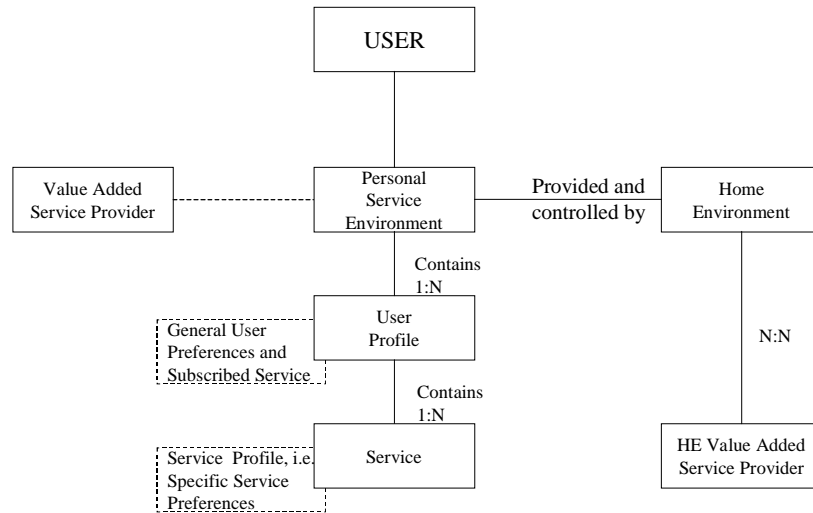 USER
Value Added
Service Provider
Personal
Service
Environment
Provided and
controlled by
Home
Environment
Contains
1:N
General User
Preferences and
Subscribed Service
User
Profile
N:N
Contains
1:N
Service Profile, i.e.
Specific Service
Preferences
Service
HE Value Added
Service Provider